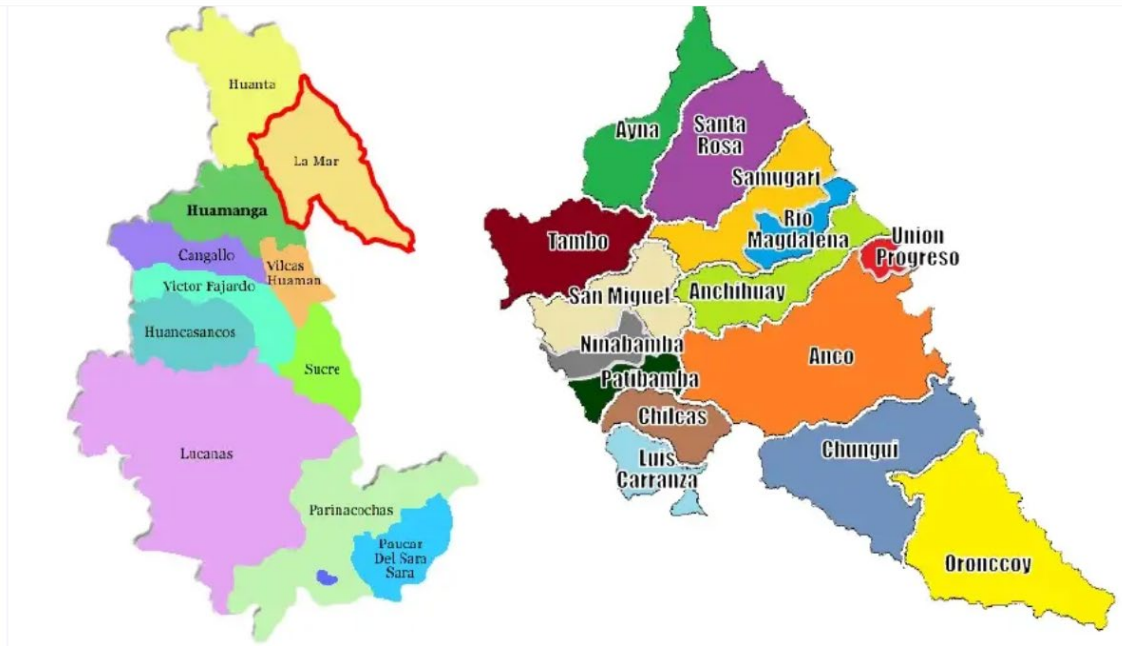 Huanta
La Mar
Huamanga
Cangallo
Vilcas
Huaman
Victor Fajardo
Huancasancos
Sucre
Lucanas
Parinacochas
Paucar
Del Sara
Sara
Ayna
Santa
Rosa
Samugari
Rio
Magdalena
Union
Progreso
Tambo
San Miguel
Anchihuay
Ninabamba
Anco
Patibamba
Chilcas
Chungui
Luis
Carranza
Oronccoy